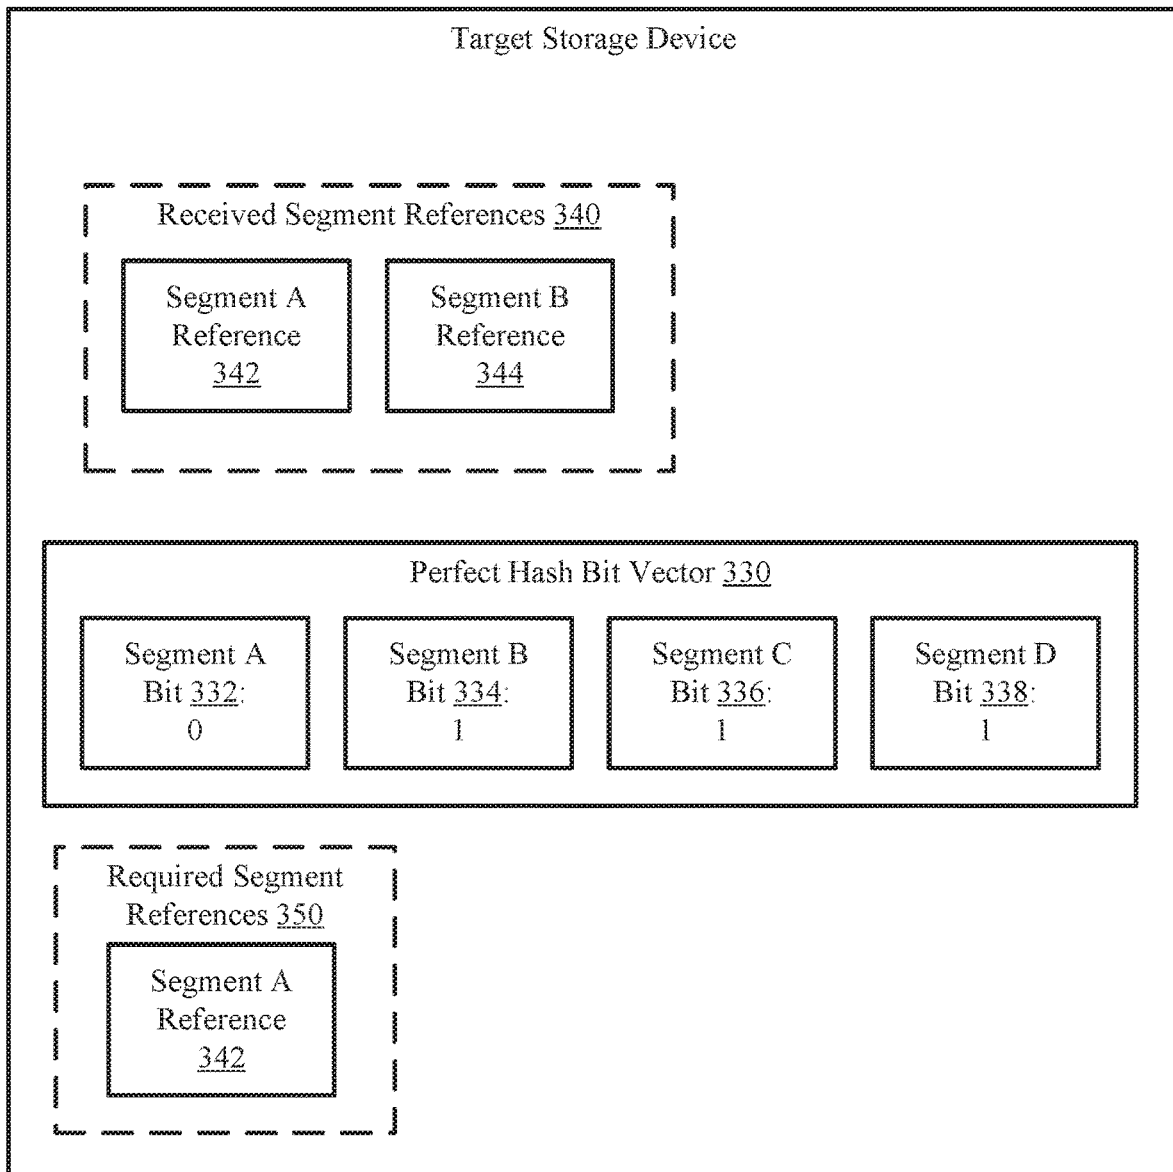 Target Storage Device
Received Segment References 340
Segment A
Reference
342
Segment B
Reference
344
Perfect Hash Bit Vector 330
Segment A
Bit 332:
0
Segment B
Bit 334:
1
Segment C
Bit 336:
1
Segment D
Bit 338:
1
Required Segment
References 350
Segment A
Reference
342